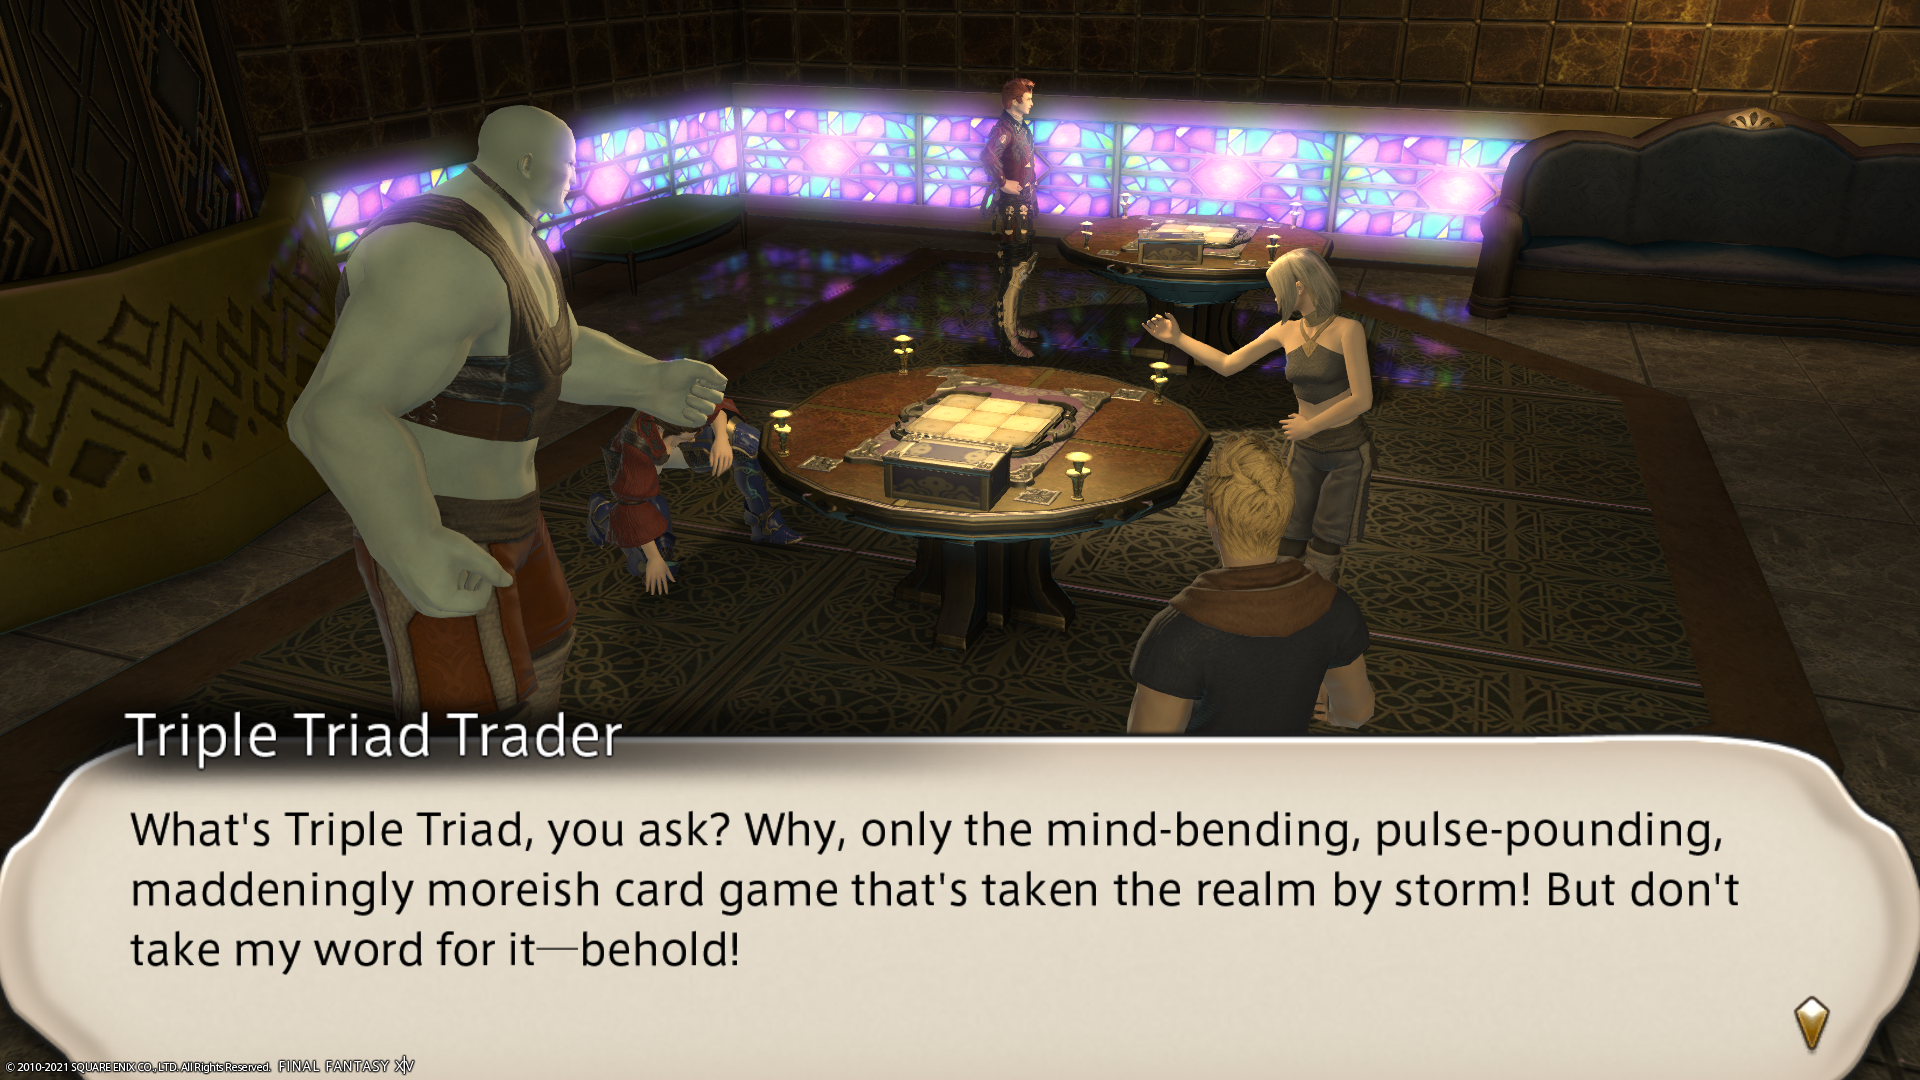 Triple Triad Trader
What's Triple Triad, you ask? Why, only the mind-bending, pulse-pounding,
maddeningly moreish card game that's taken the realm by storm! But don't
take my word for it—behold!
© 2010-2021 SQUARE ENIX CO., LTD. All Rights Reserved. FINAL FANTASY XIV